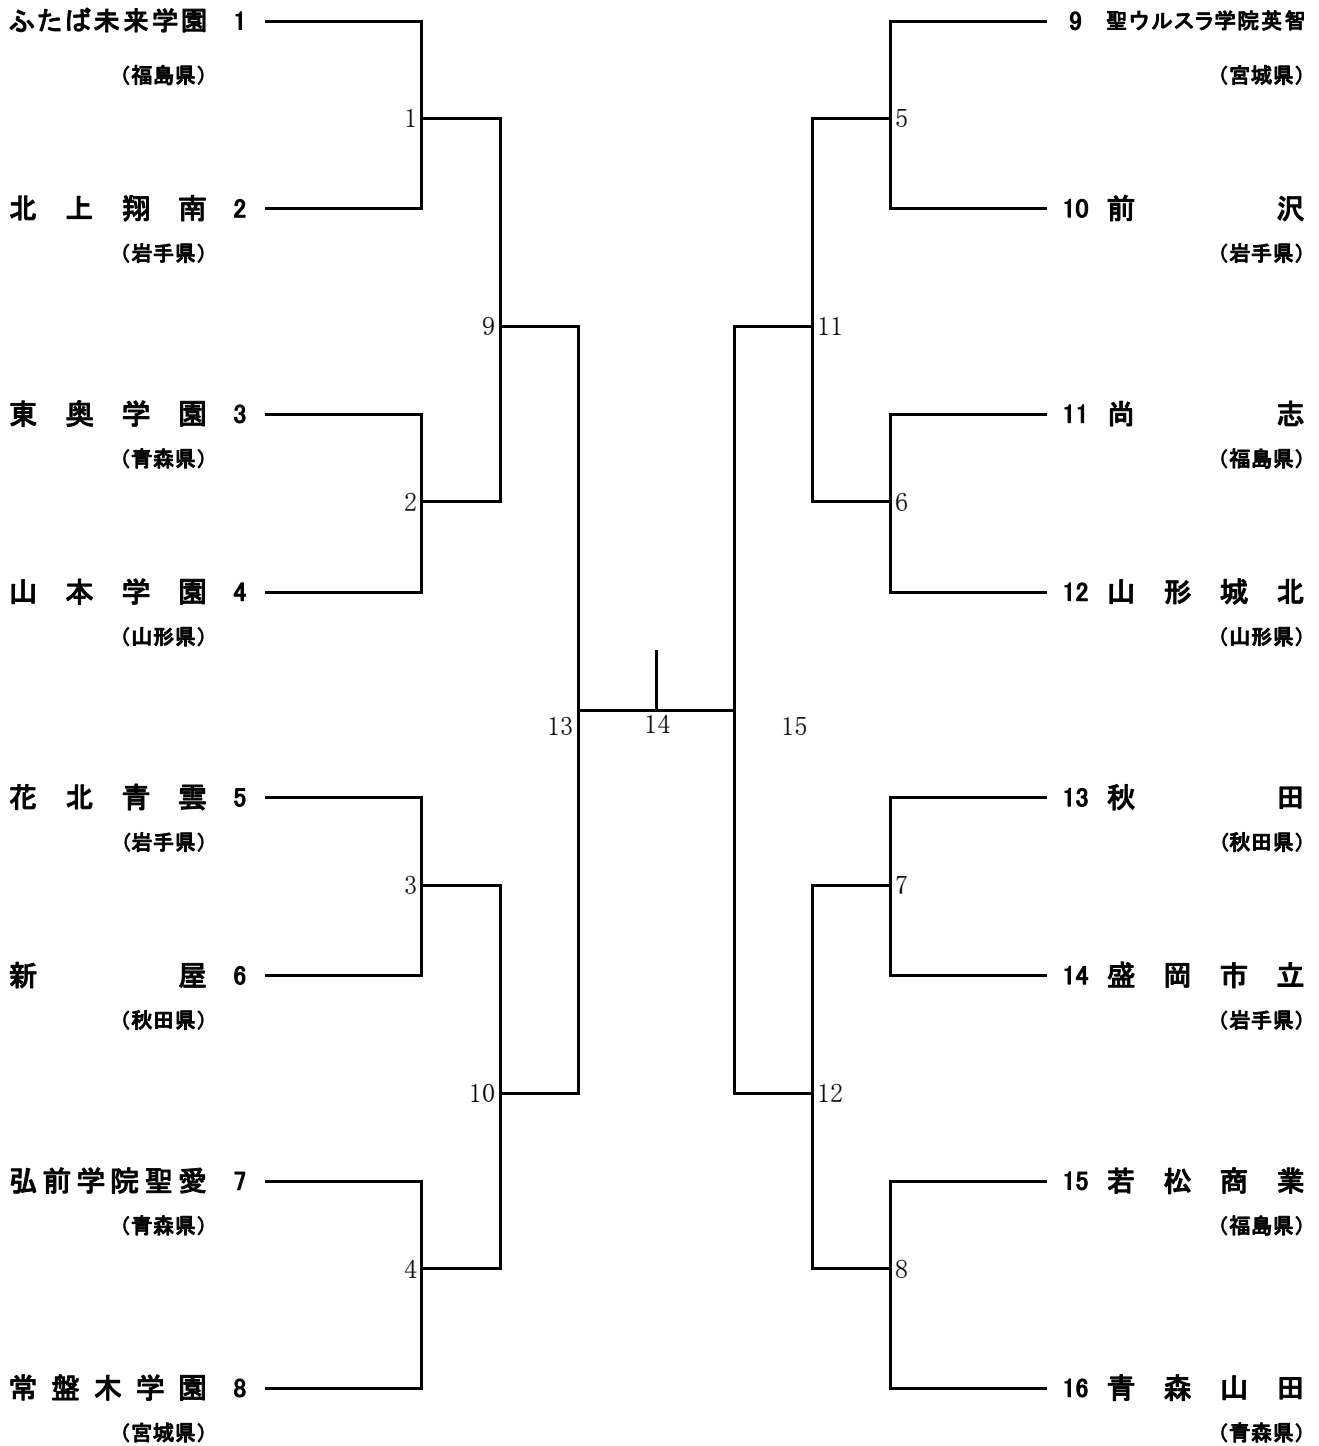 ふたば未来学園 1
（福島県）
1
北上翔南 2
（岩手県）
9
東奥学園 3
（青森県）
2
山本学園 4
（山形県）
13
花北青雲 5
（岩手県）
3
新屋 6
（秋田県）
10
弘前学院聖愛 7
（青森県）
4
常盤木学園 8
（宮城県）
14
9 聖ウルスラ学院英智
（宮城県）
5
10 前沢
（岩手県）
11
11 尚志
（福島県）
6
12 山形城北
（山形県）
15
13 秋田
（秋田県）
7
14 盛岡市立
（岩手県）
12
15 若松商業
（福島県）
8
16 青森山田
（青森県）